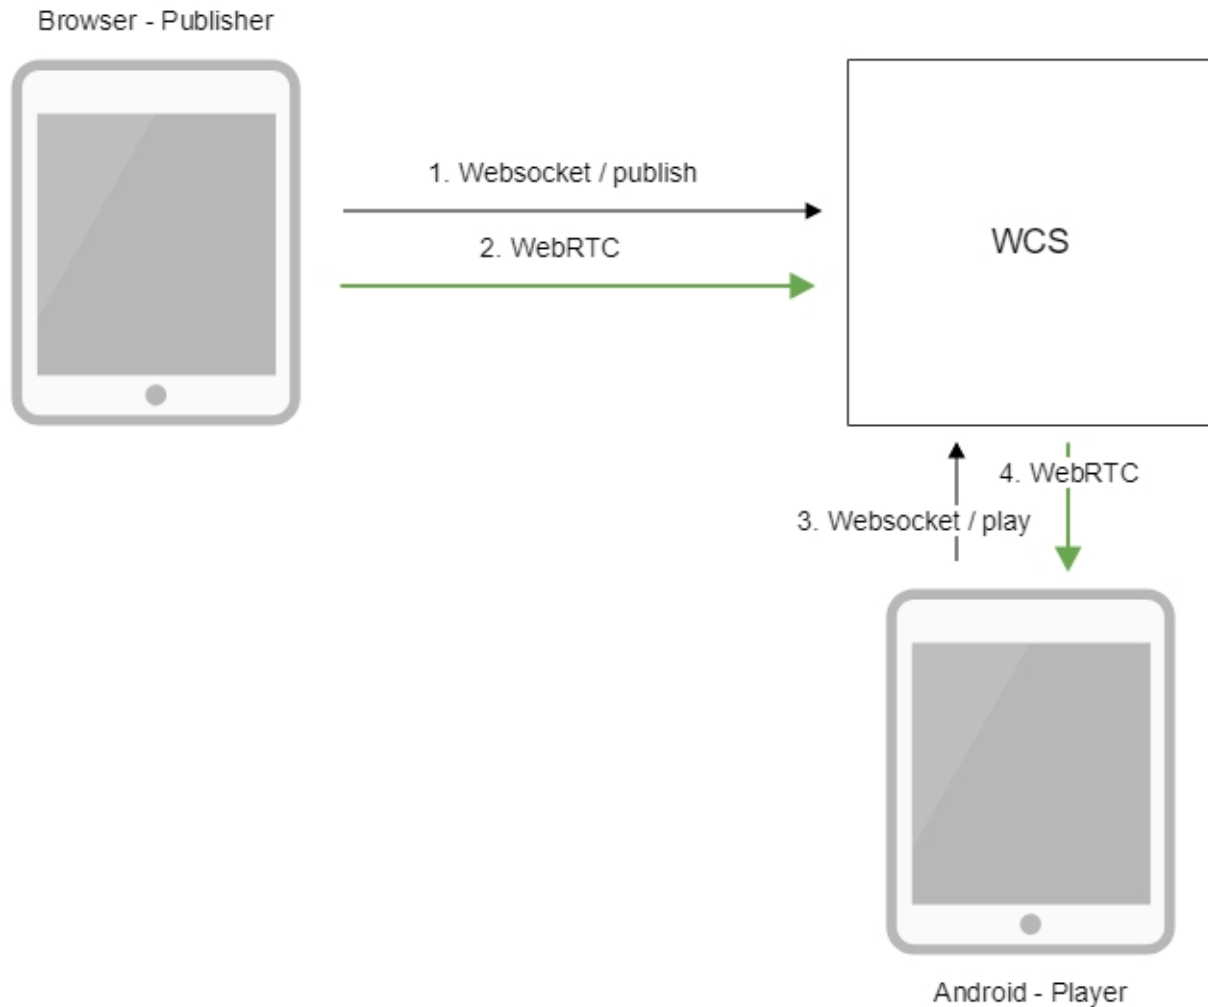 Browser - Publisher
1. Websocket / publish
2. WebRTC
WCS
4. WebRTC
3. Websocket / play
Android - Player